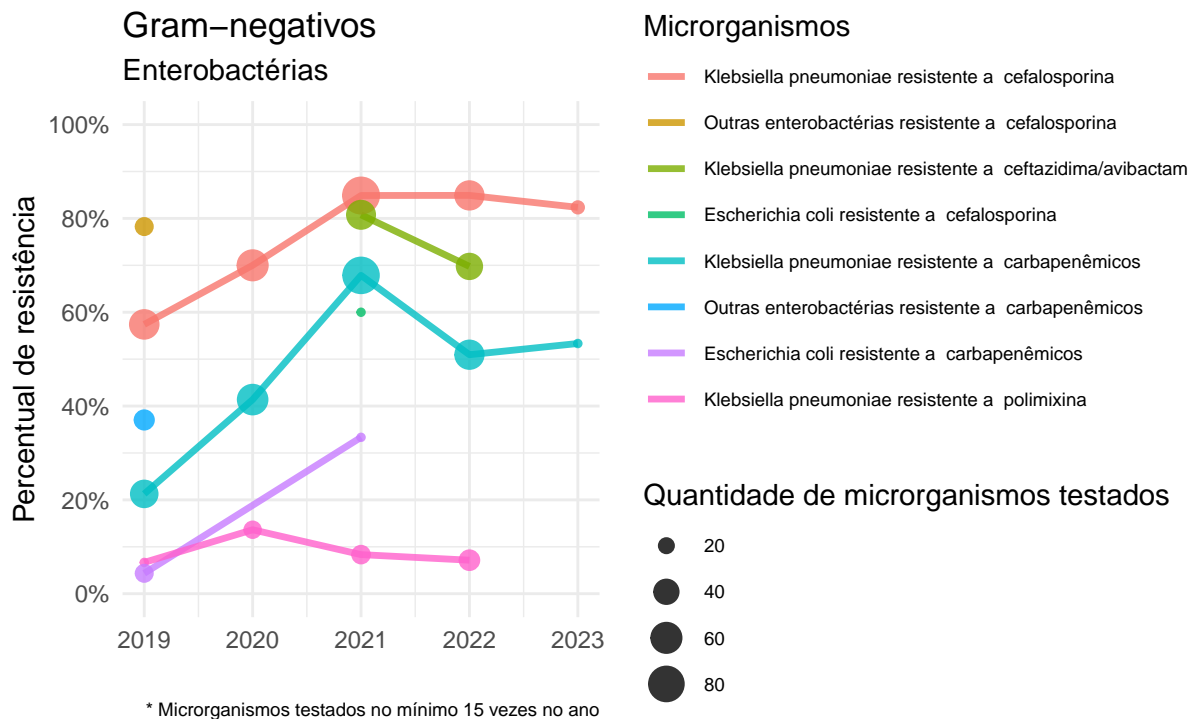 Gram−negativos
Enterobactérias
Percentual de resistência
100%
80%
60%
40%
20%
0%
2019
2020
2021
2022
2023
* Microrganismos testados no mínimo 15 vezes no ano
Microrganismos
Klebsiella pneumoniae resistente a  cefalosporina
Outras enterobactérias resistente a  cefalosporina
Klebsiella pneumoniae resistente a  ceftazidima/avibactam
Escherichia coli resistente a  cefalosporina
Klebsiella pneumoniae resistente a  carbapenêmicos
Outras enterobactérias resistente a  carbapenêmicos
Escherichia coli resistente a  carbapenêmicos
Klebsiella pneumoniae resistente a  polimixina
Quantidade de microrganismos testados
20
40
60
80